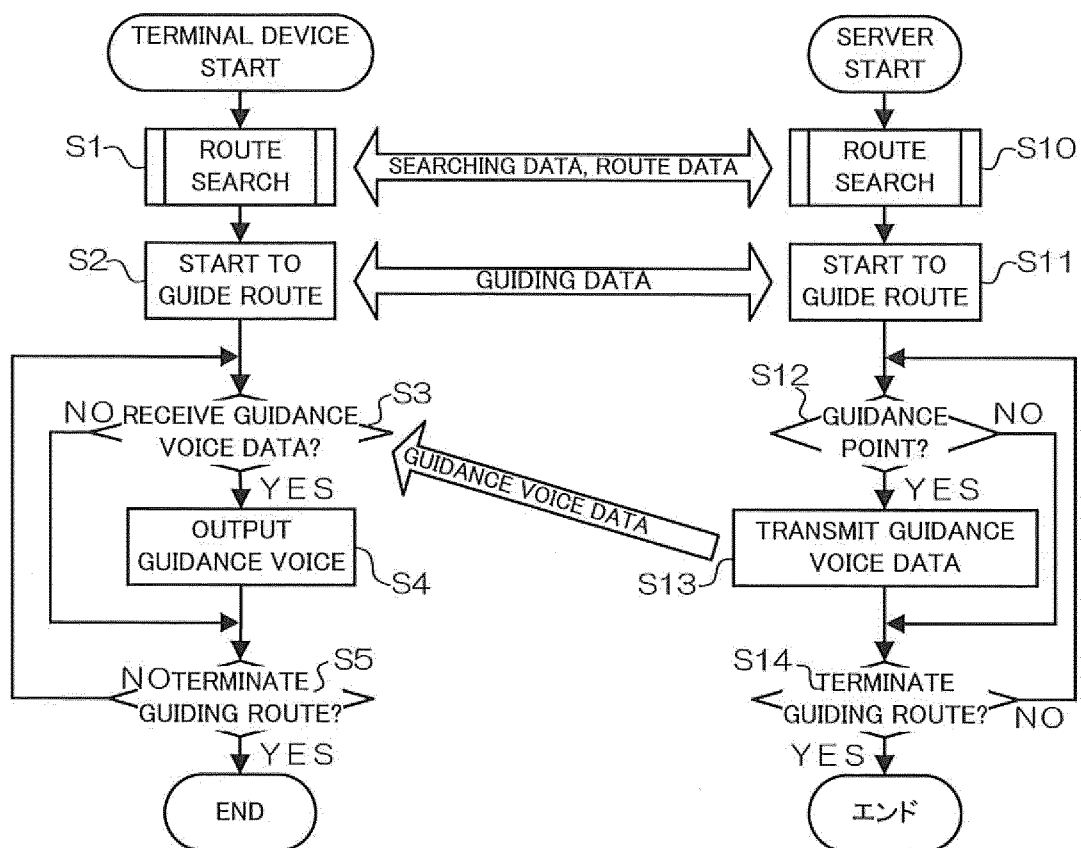 TERMINAL DEVICE
START
SERVER
START
S1
ROUTE
SEARCH
SEARCHING DATA, ROUTE DATA
ROUTE
SEARCH
S10
S2
START TO
GUIDE ROUTE
GUIDING DATA
START TO
GUIDE ROUTE
S11
NO
RECEIVE GUIDANCE
VOICE DATA?
S3
YES
GUIDANCE VOICE DATA
S12
GUIDANCE
POINT?
NO
YES
OUTPUT
GUIDANCE VOICE
S4
TRANSMIT GUIDANCE
VOICE DATA
S13
NO
TERMINATE
GUIDING ROUTE?
S5
YES
S14
TERMINATE
GUIDING ROUTE?
NO
YES
END
エンド